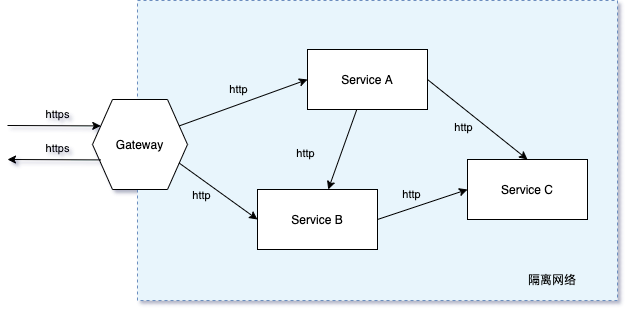 https
https
Gateway
http
http
Service A
http
http
Service B
http
Service C
隔离网络